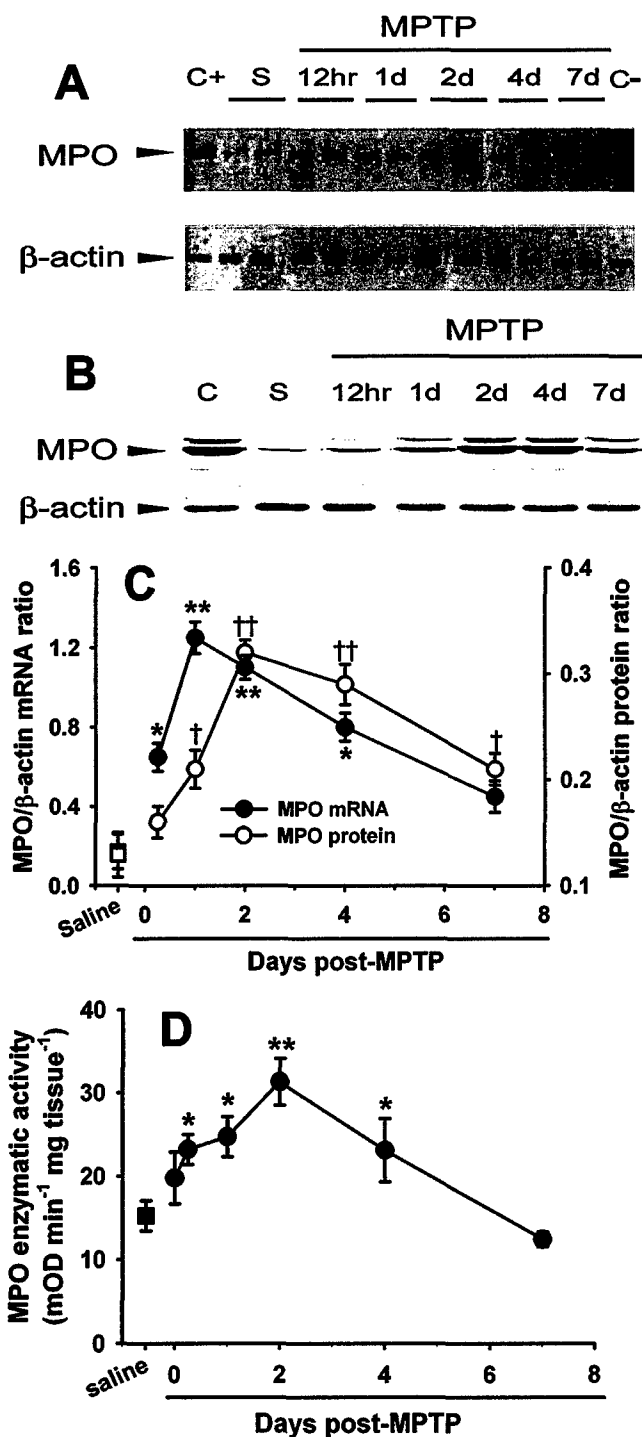 MPTP
A
C+ S 12hr 1d 2d 4d 7d C-
MPO
β-actin
MPTP
B
C S 12hr 1d 2d 4d 7d
MPO
β-actin
C
MPO/β-actin mRNA ratio
1.6
1.2
0.8
0.4
0.0
MPO/β-actin protein ratio
0.4
0.3
0.2
0.1
*
**
**
*
†
††
††
†
MPO mRNA
MPO protein
Saline 0 2 4 6 8
Days post-MPTP
D
MPO enzymatic activity
(mOD min⁻¹ mg tissue⁻¹)
40
30
20
10
0
*
*
**
*
saline 0 2 4 6 8
Days post-MPTP